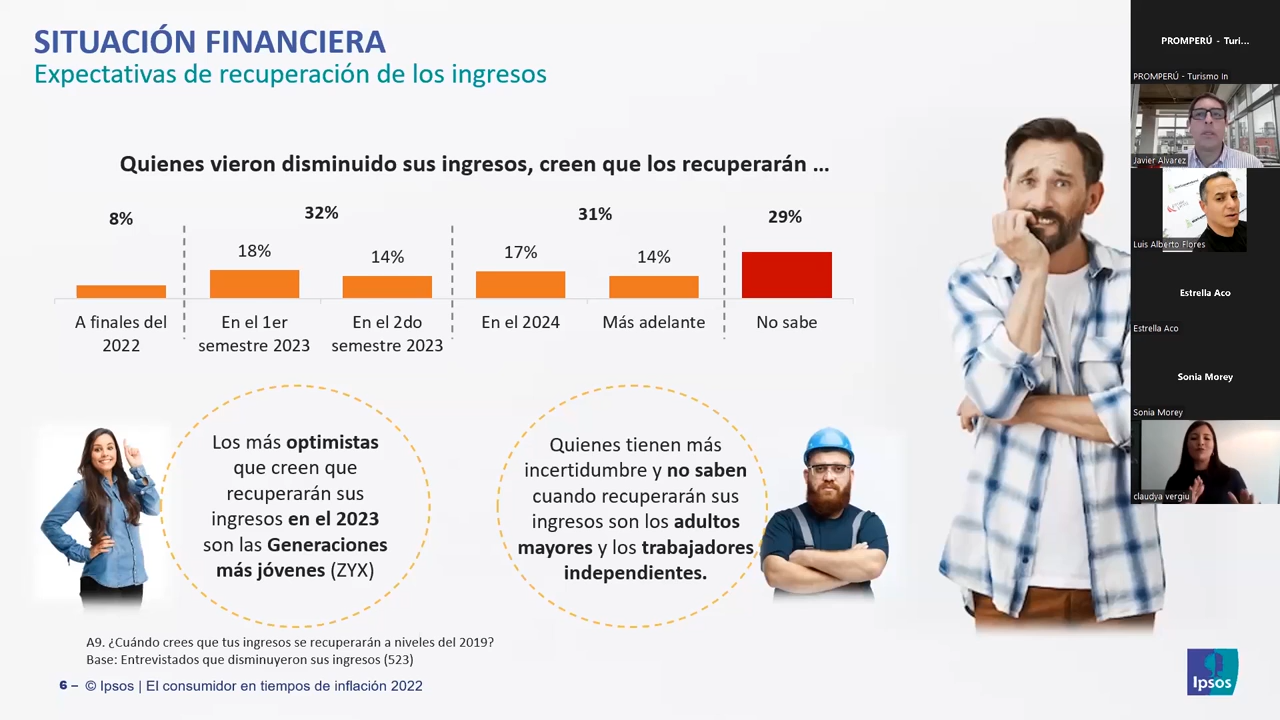 SITUACIÓN FINANCIERA
Expectativas de recuperación de los ingresos
Quienes vieron disminuido sus ingresos, creen que los recuperarán ...
8%
32%
31%
29%
18%
14%
17%
14%
A finales del
2022
En el 1er
semestre 2023
En el 2do
semestre 2023
En el 2024
Más adelante
No sabe
Los más optimistas
que creen que
recuperarán sus
ingresos en el 2023
son las Generaciones
más jóvenes (ZYX)
Quienes tienen más
incertidumbre y no saben
cuando recuperarán sus
ingresos son los adultos
mayores y los trabajadores
independientes.
A9. ¿Cuándo crees que tus ingresos se recuperarán a niveles del 2019?
Base: Entrevistados que disminuyeron sus ingresos (523)
6 – © Ipsos | El consumidor en tiempos de inflación 2022
Ipsos
PROMPERÚ - Turi...
PROMPERÚ - Turismo In
Javier Alvarez
Luis Alberto Flores
Estrella Aco
Estrella Aco
Sonia Morey
Sonia Morey
claudya vergiu